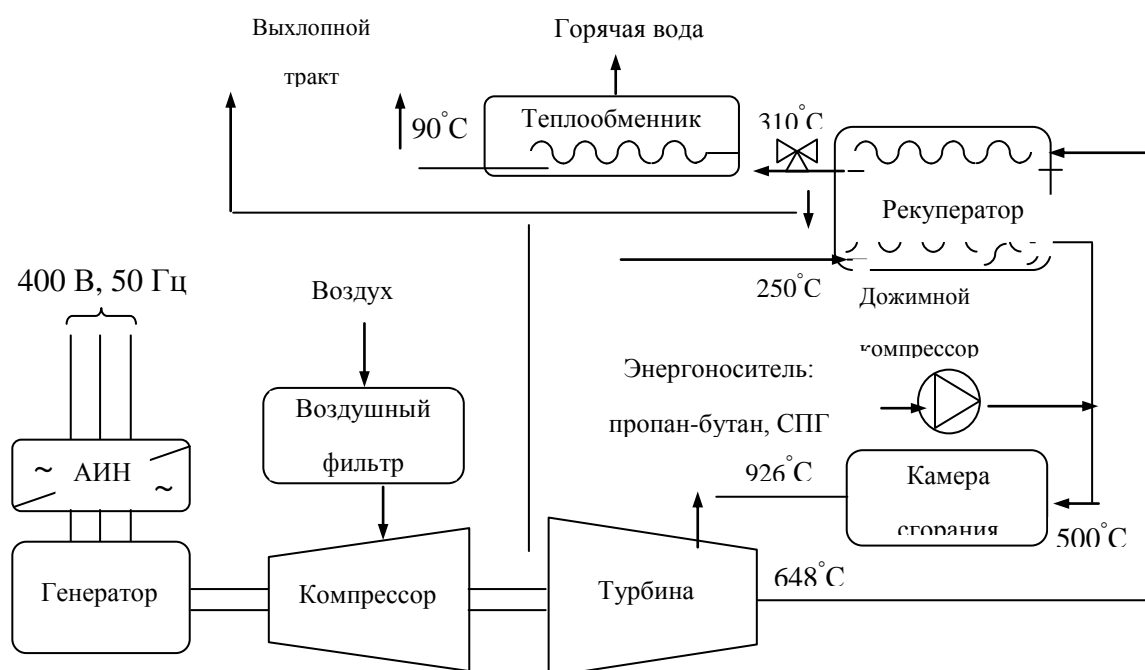 Выхлопной
тракт
Горячая вода
90°С
Теплообменник
310°С
Рекуператор
400 В, 50 Гц
Воздух
250°С
Дожимной
компрессор
Энергоноситель:
пропан-бутан, СПГ
Воздушный
фильтр
~ АИН ~
926°С
Камера
сгорания
500°С
Генератор
Компрессор
Турбина
648°С